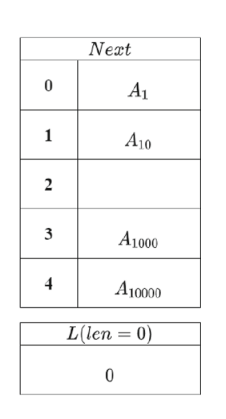 Next
0 A₁
1 A₁₀
2
3 A₁₀₀₀
4 A₁₀₀₀₀
L(len = 0)
0